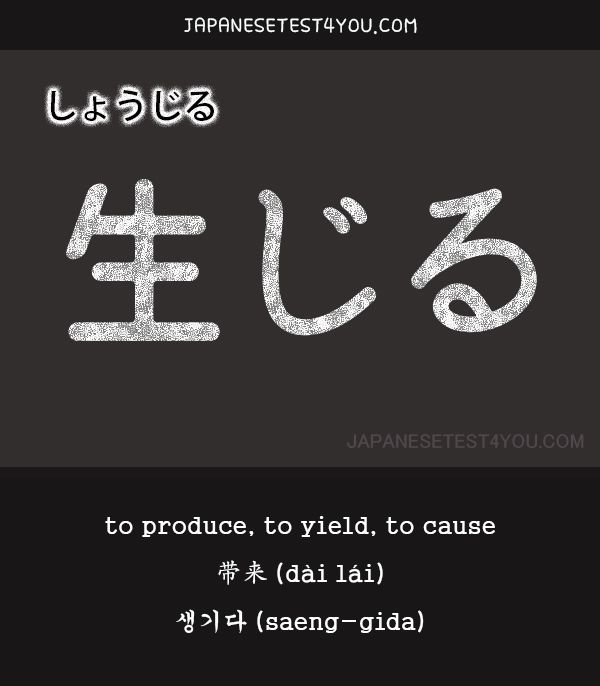 JAPANESETEST4YOU.COM
しょうじる
生じる
JAPANESETEST4YOU.COM
to produce, to yield, to cause
带来 (dài lái)
생기다 (saeng-gida)